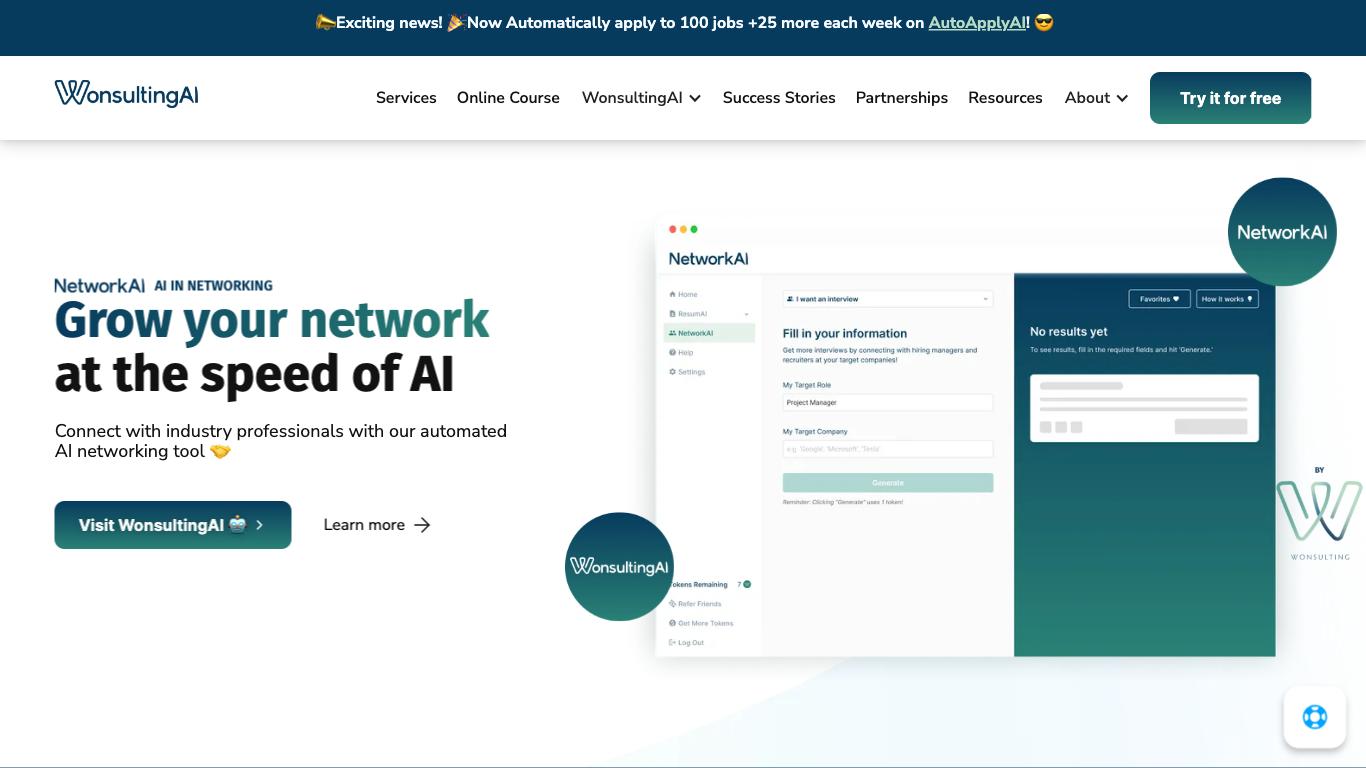 📣Exciting news! 🎉Now Automatically apply to 100 jobs +25 more each week on AutoApplyAI! 😎
WonsultingAI
Services
Online Course
WonsultingAI
Success Stories
Partnerships
Resources
About
Try it for free
NetworkAI AI IN NETWORKING
Grow your network
at the speed of AI
Connect with industry professionals with our automated
AI networking tool 🤝
Visit WonsultingAI 🤖
Learn more →
NetworkAI
NetworkAI
Home
ResumAI
NetworkAI
Help
Settings
I want an interview
Fill in your information
Get more interviews by connecting with hiring managers and
recruiters at your target companies!
My Target Role
Project Manager
My Target Company
e.g. 'Google', 'Microsoft', 'Tesla'
Generate
Reminder: Clicking "Generate" uses 1 token!
Favorites
How it works
No results yet
To see results, fill in the required fields and hit 'Generate.'
BY
WONSULTING
WonsultingAI
Tokens Remaining 7
Refer Friends
Get More Tokens
Log Out